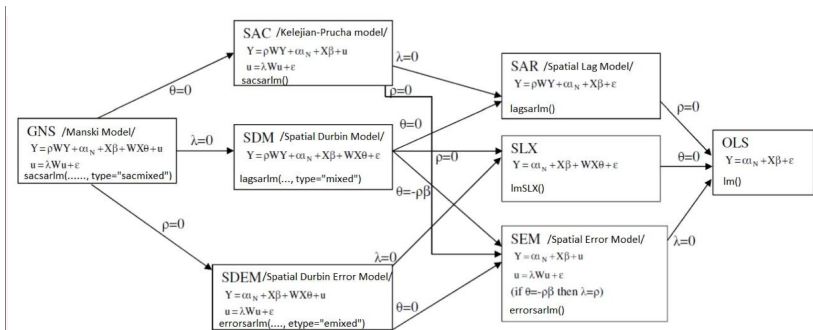 SAC /Kelejian-Prucha model/
Y=ρWY+αι_N+Xβ+u
u=λWu+ε
sacsarlm()
λ=0
ρ=0
θ=0
SAR /Spatial Lag Model/
Y=ρWY+αι_N+Xβ+ε
lagsarlm()
ρ=0
GNS /Manski Model/
Y=ρWY+αι_N+Xβ+WXθ+u
u=λWu+ε
sacsarlm(......, type="sacmixed")
λ=0
SDM /Spatial Durbin Model/
Y=ρWY+αι_N+Xβ+WXθ+ε
lagsarlm(..., type="mixed")
θ=0
ρ=0
θ=-ρβ
SLX
Y=αι_N+Xβ+WXθ+ε
lmSLX()
θ=0
OLS
Y=αι_N+Xβ+ε
lm()
ρ=0
SDEM/Spatial Durbin Error Model/
Y=αι_N+Xβ+WXθ+u
u=λWu+ε
errorsarlm(...., etype="emixed")
λ=0
θ=0
SEM /Spatial Error Model/
Y=αι_N+Xβ+u
u=λWu+ε
(if θ=-ρβ then λ=ρ)
errorsarlm()
λ=0